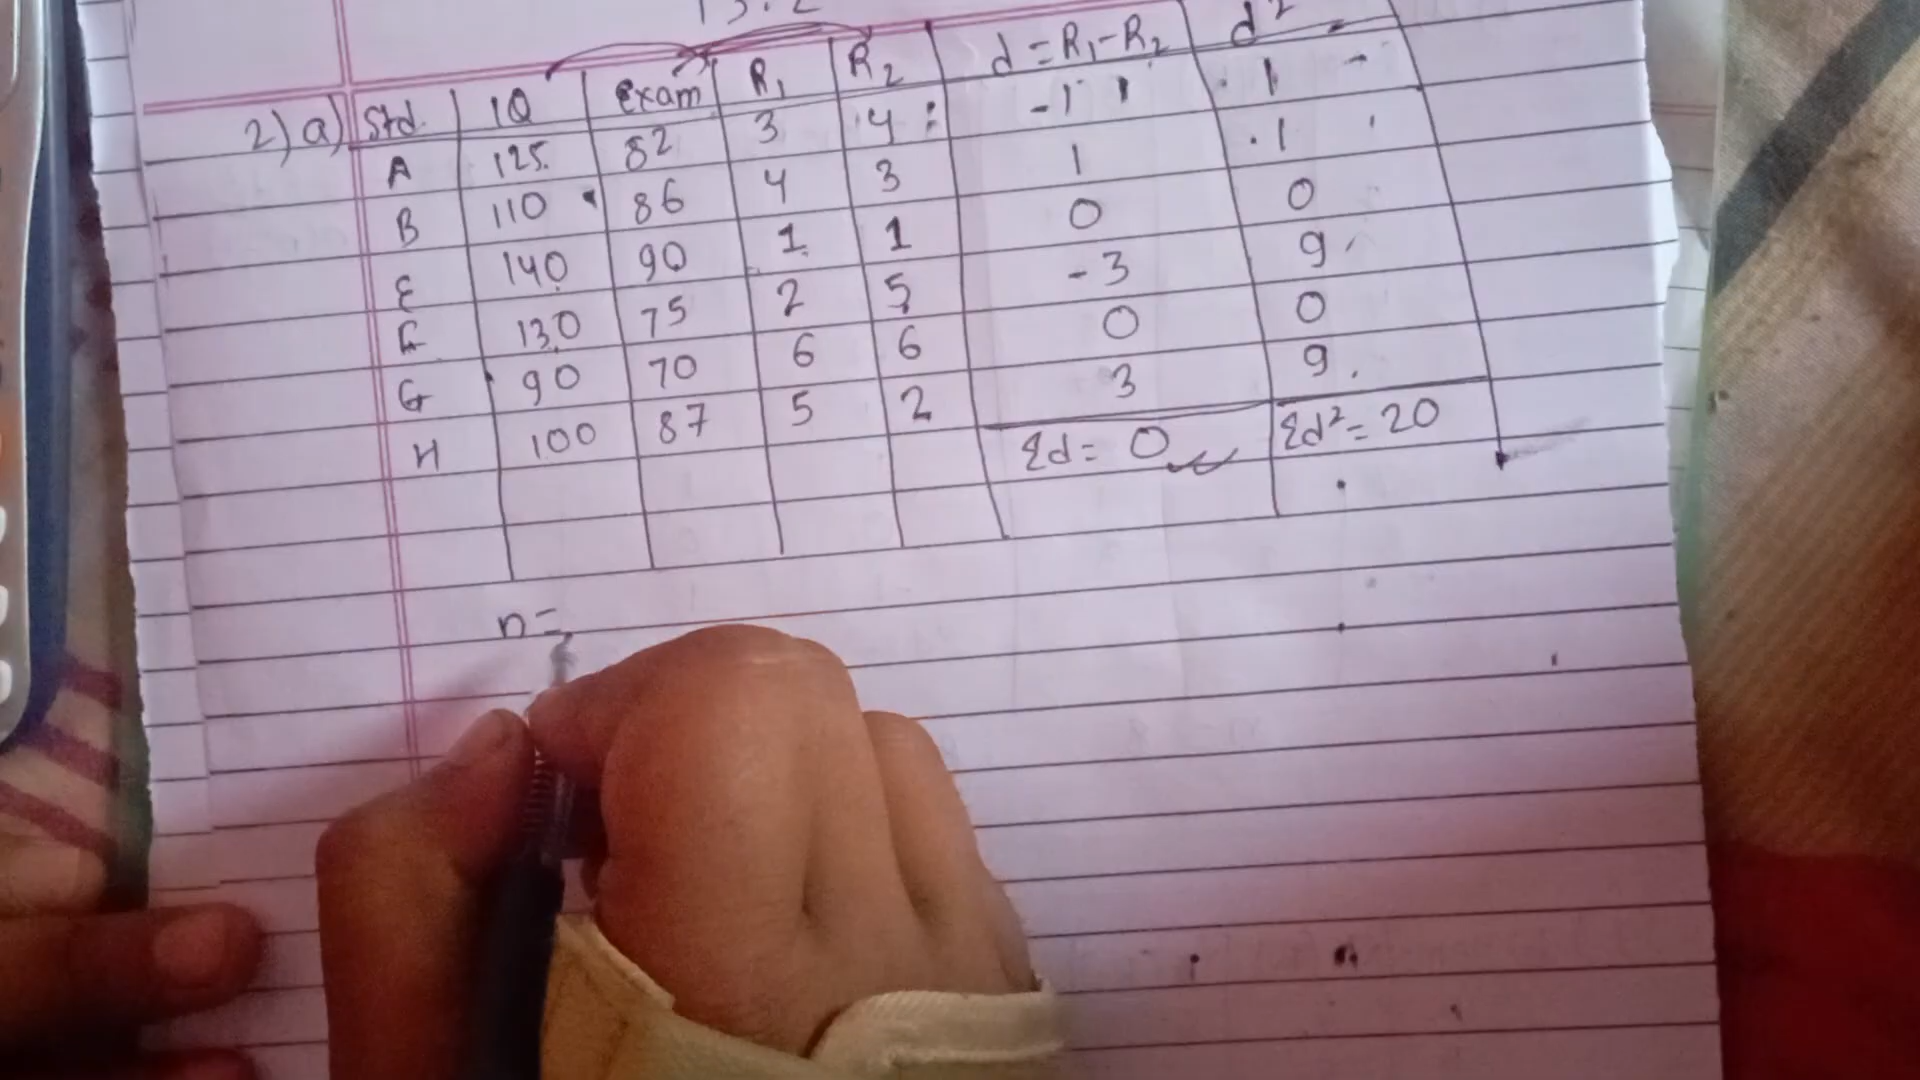 2) a) Std. IQ Exam R₁ R₂ d = R₁-R₂ d²
A 125 82 3 4 -1 1
B 110 86 4 3 1 1
E 140 90 1 1 0 0
130 75 2 5 -3 9
G 90 70 6 6 0 0
H 100 87 5 2 3 9
Σd = 0 Σd² = 20
n =